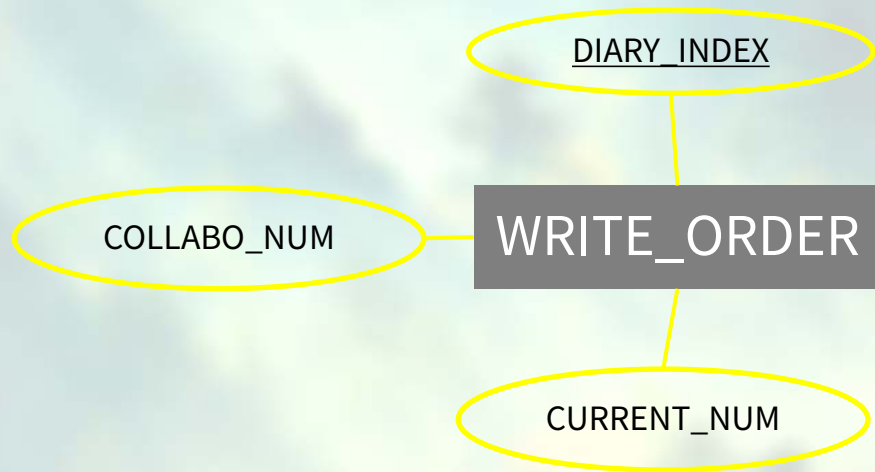 DIARY_INDEX
COLLABO_NUM
WRITE_ORDER
CURRENT_NUM